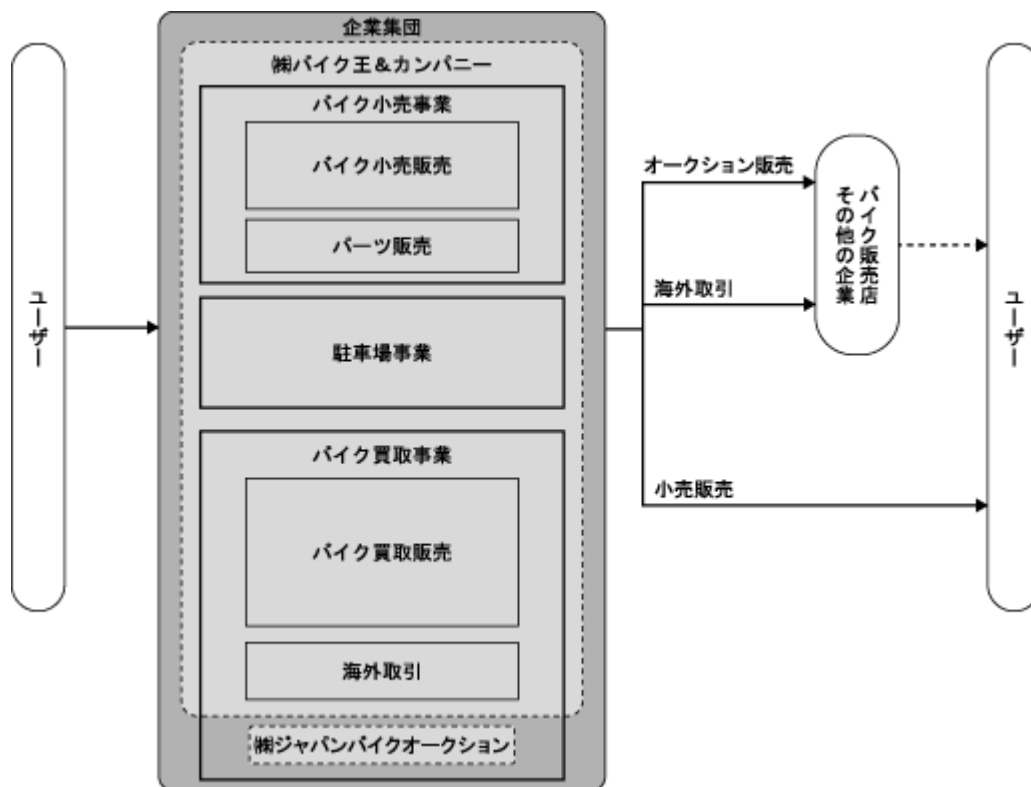 企業集団
㈱バイク王＆カンパニー
バイク小売事業
バイク小売販売
パーツ販売
駐車場事業
バイク買取事業
バイク買取販売
海外取引
㈱ジャパンバイクオークション
ユーザー
オークション販売
海外取引
小売販売
バイク販売店
その他の企業
ユーザー